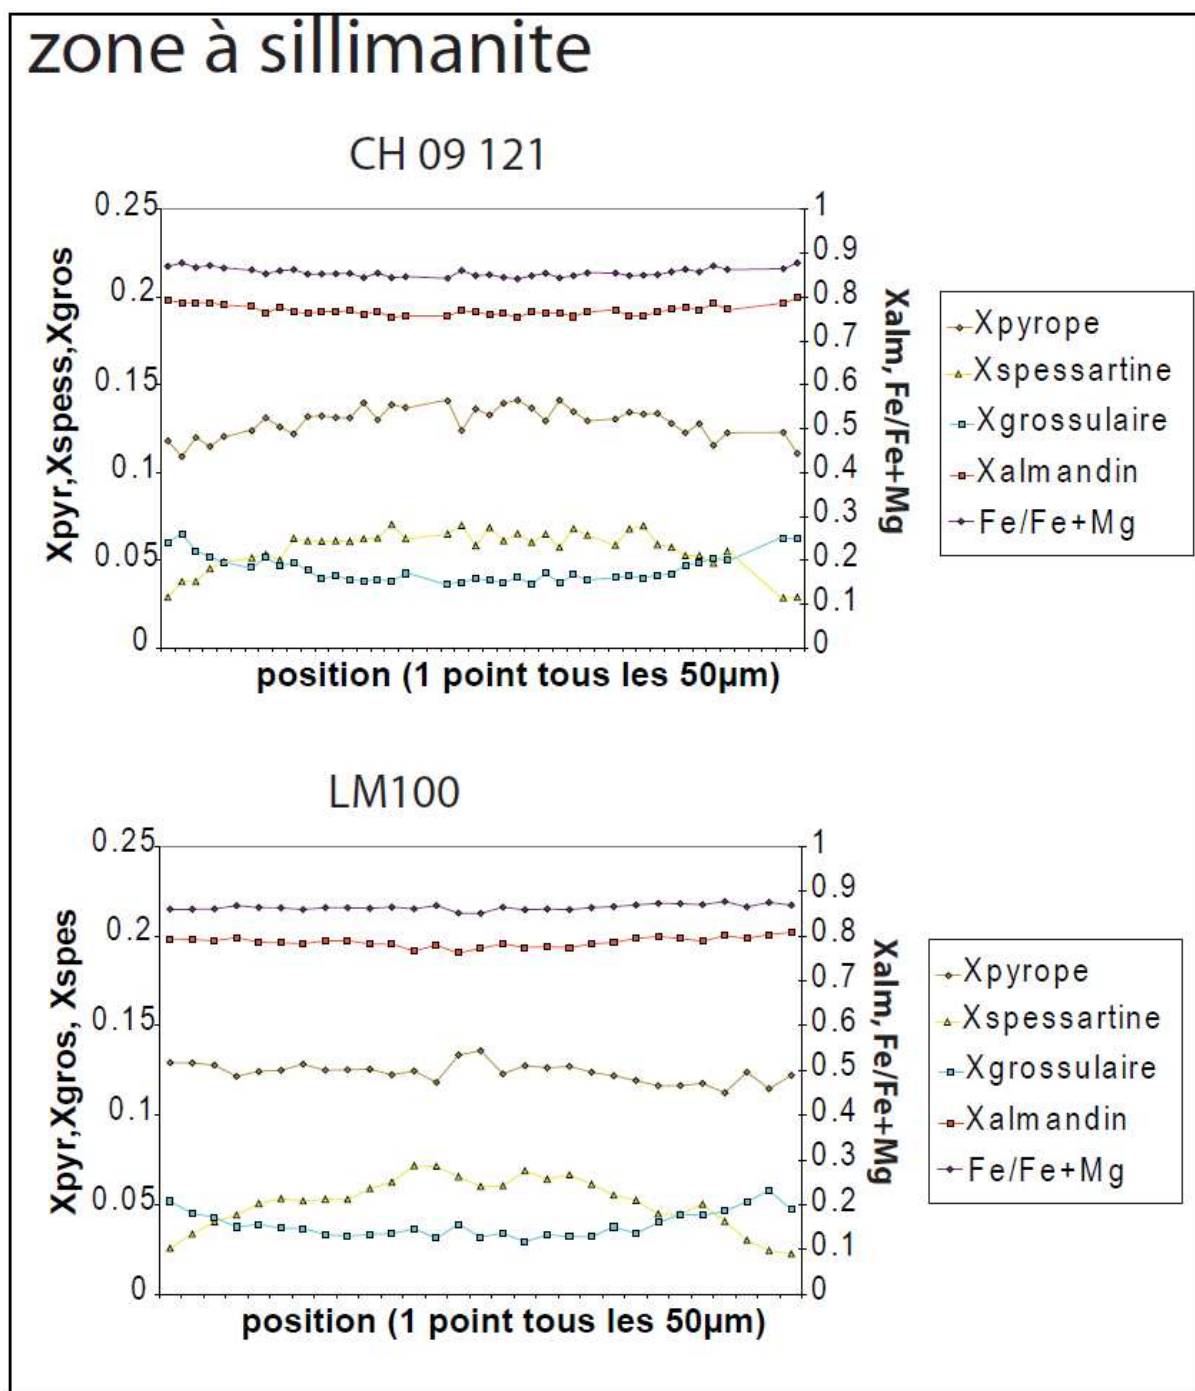 zone à sillimanite
CH 09 121
Xpyr,Xspess,Xgros
0.25
0.2
0.15
0.1
0.05
0
1
0.9
0.8
0.7
0.6
0.5
0.4
0.3
0.2
0.1
0
Xalm, Fe/Fe+Mg
position (1 point tous les 50µm)
Xpyrope
Xspessartine
Xgrossulaire
Xalmandin
Fe/Fe+Mg
LM100
Xpyr,Xgros, Xspes
0.25
0.2
0.15
0.1
0.05
0
1
0.9
0.8
0.7
0.6
0.5
0.4
0.3
0.2
0.1
0
Xalm, Fe/Fe+Mg
position (1 point tous les 50µm)
Xpyrope
Xspessartine
Xgrossulaire
Xalmandin
Fe/Fe+Mg